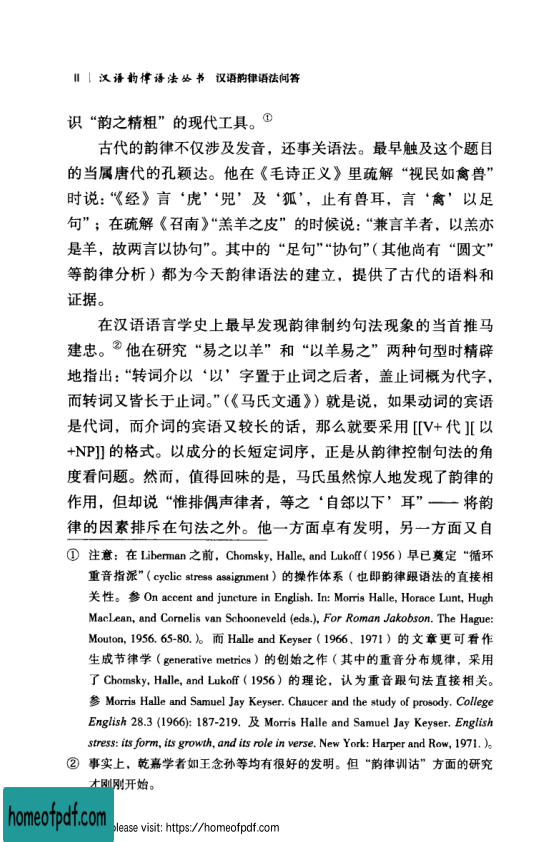 II | 汉语韵律语法丛书 汉语韵律语法问答
识“韵之精粗”的现代工具。①
古代的韵律不仅涉及发音，还事关语法。最早触及这个题目
的当属唐代的孔颖达。他在《毛诗正义》里疏解“视民如禽兽”
时说：“《经》言‘虎’‘兕’及‘狐’，止有兽耳，言‘禽’以足
句”；在疏解《召南》“羔羊之皮”的时候说：“兼言羊者，以羔亦
是羊，故两言以协句”。其中的“足句”“协句”（其他尚有“圆文”
等韵律分析）都为今天韵律语法的建立，提供了古代的语料和
证据。
在汉语语言学史上最早发现韵律制约句法现象的当首推马
建忠。②他在研究“易之以羊”和“以羊易之”两种句型时精辟
地指出：“转词介以‘以’字置于止词之后者，盖止词概为代字，
而转词又皆长于止词。”（《马氏文通》）就是说，如果动词的宾语
是代词，而介词的宾语又较长的话，那么就要采用 [[V+ 代 ][ 以
+NP]] 的格式。以成分的长短定词序，正是从韵律控制句法的角
度看问题。然而，值得回味的是，马氏虽然惊人地发现了韵律的
作用，但却说“惟排偶声律者，等之‘自郐以下’耳”——将韵
律的因素排斥在句法之外。他一方面卓有发明，另一方面又自
① 注意：在 Liberman 之前，Chomsky, Halle, and Lukoff（1956）早已奠定“循环
重音指派”（cyclic stress assignment）的操作体系（也即韵律跟语法的直接相
关性。参 On accent and juncture in English. In: Morris Halle, Horace Lunt, Hugh
MacLean, and Cornelis van Schooneveld (eds.), For Roman Jakobson. The Hague:
Mouton, 1956. 65-80.）。而 Halle and Keyser（1966、1971）的文章更可看作
生成节律学（generative metrics）的创始之作（其中的重音分布规律，采用
了 Chomsky, Halle, and Lukoff（1956）的理论，认为重音跟句法直接相关。
参 Morris Halle and Samuel Jay Keyser. Chaucer and the study of prosody. College
English 28.3 (1966): 187-219. 及 Morris Halle and Samuel Jay Keyser. English
stress: its form, its growth, and its role in verse. New York: Harper and Row, 1971.）。
② 事实上，乾嘉学者如王念孙等均有很好的发明。但“韵律训诂”方面的研究
才刚刚开始。
homeofpdf.com
please visit: https://homeofpdf.com